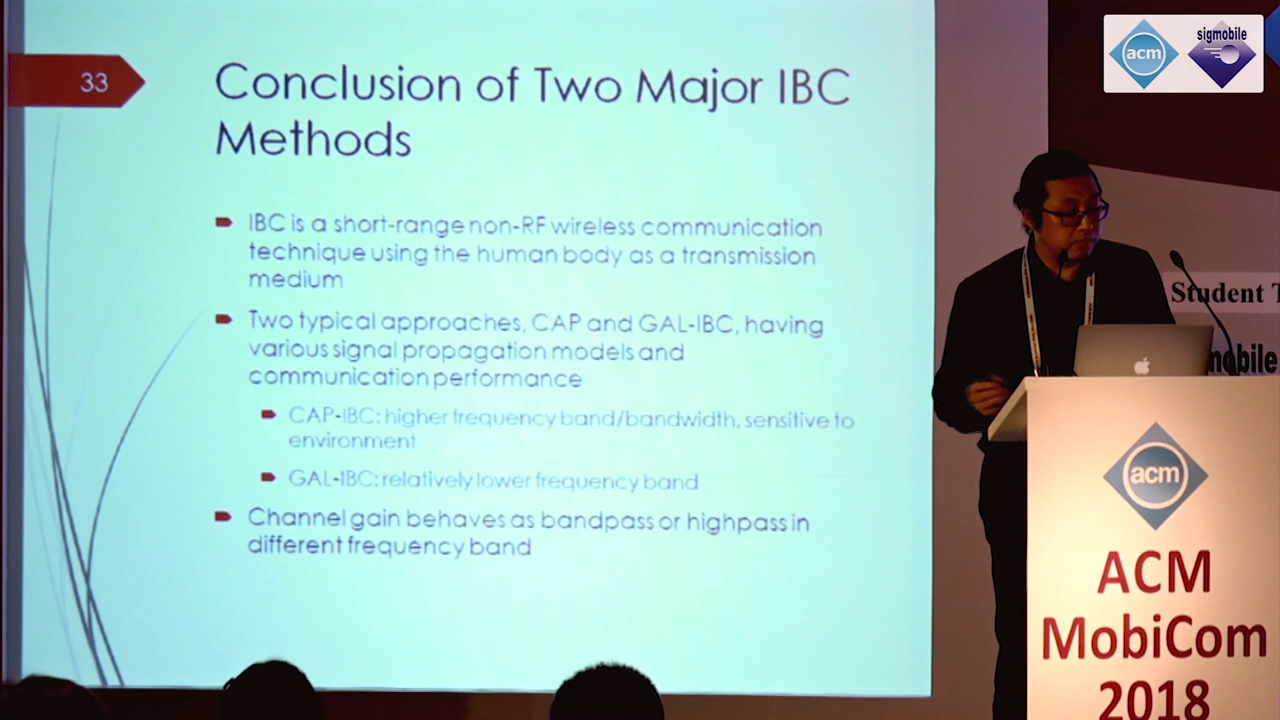 33
Conclusion of Two Major IBC
Methods
IBC is a short-range non-RF wireless communication
technique using the human body as a transmission
medium
Two typical approaches, CAP and GAL-IBC, having
various signal propagation models and
communication performance
CAP-IBC: higher frequency band/bandwidth, sensitive to
environment
GAL-IBC: relatively lower frequency band
Channel gain behaves as bandpass or highpass in
different frequency band
acm
sigmobile
Student
acm
ACM
MobiCom
2018